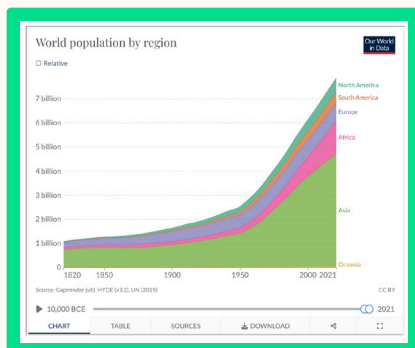 World population by region
Our World
in Data
Relative
North America
South America
Europe
Africa
Asia
Oceania
7 billion
6 billion
5 billion
4 billion
3 billion
2 billion
1 billion
0
1820
1850
1900
1950
2000 2021
Source: Gapminder (v6), HYDE (v3.2), UN (2019)
CC BY
10,000 BCE
2021
CHART
TABLE
SOURCES
DOWNLOAD